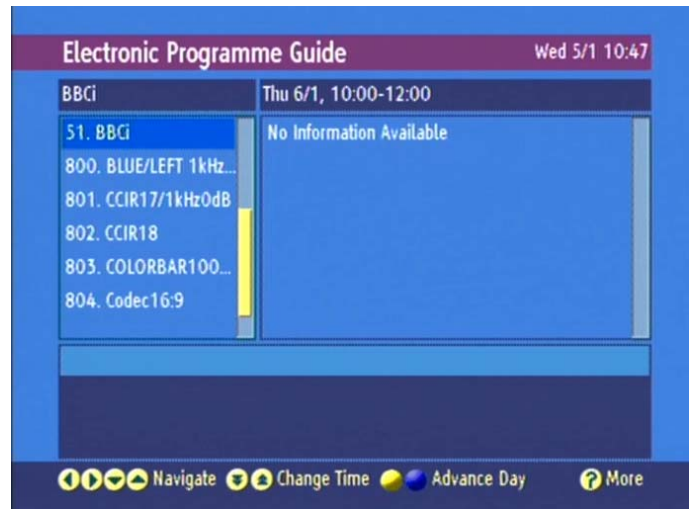 Electronic Programme Guide
Wed 5/1 10:47
BBCi
Thu 6/1, 10:00-12:00
51. BBCi
No Information Available
800. BLUE/LEFT 1kHz...
801. CCIR17/1kHz0dB
802. CCIR18
803. COLORBAR100...
804. Codec16:9
Navigate Change Time Advance Day ? More